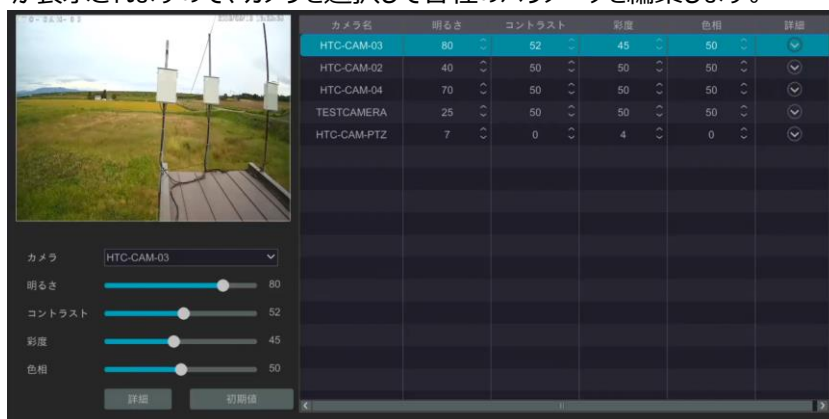 が表示されますので、カメラを選択して各種のパラメータを編集します。
カメラ名 明るさ コントラスト 彩度 色相 詳細
HTC-CAM-03 80 52 45 50
HTC-CAM-02 40 50 50 50
HTC-CAM-04 70 50 50 50
TESTCAMERA 25 50 50 50
HTC-CAM-PTZ 7 0 4 0
カメラ HTC-CAM-03
明るさ 80
コントラスト 52
彩度 45
色相 50
詳細 初期値